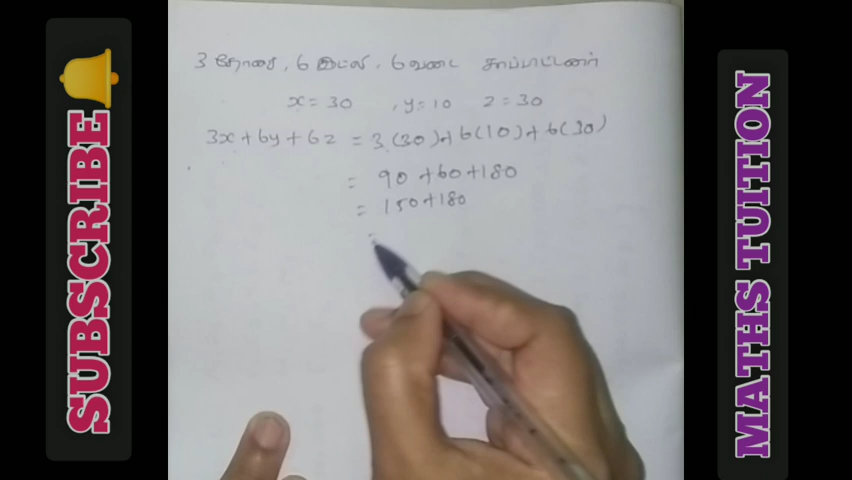 SUBSCRIBE
3 தோசை, 6 இட்லி, 6 வடை சாப்பிட்டனர்
x = 30 , y = 10 z = 30
3x + 6y + 6z = 3(30) + 6(10) + 6(30)
= 90 + 60 + 180
= 150 + 180
=
MATHS TUITION